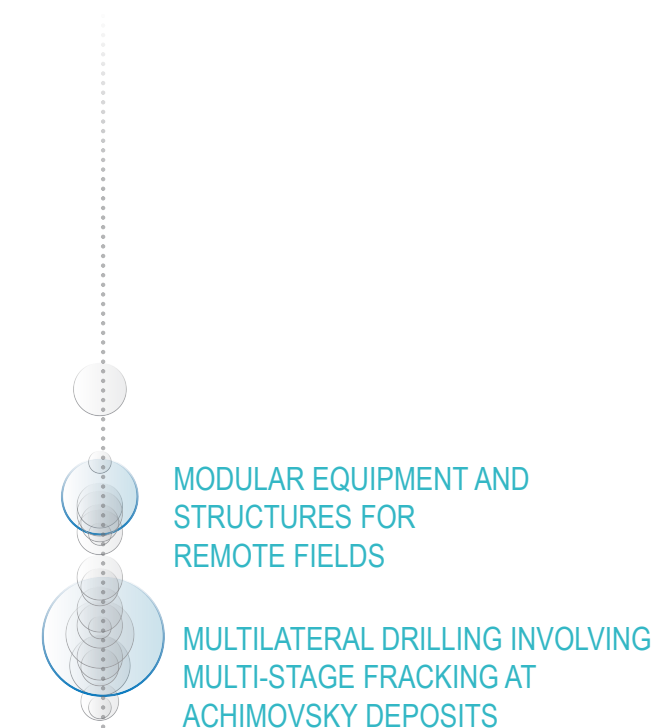 MODULAR EQUIPMENT AND
STRUCTURES FOR
REMOTE FIELDS
MULTILATERAL DRILLING INVOLVING
MULTI-STAGE FRACKING AT
ACHIMOVSKY DEPOSITS